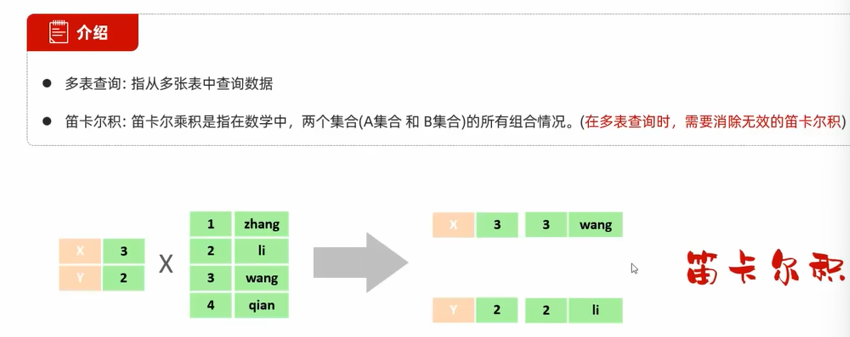 介绍
多表查询: 指从多张表中查询数据
笛卡尔积: 笛卡尔乘积是指在数学中，两个集合(A集合 和 B集合)的所有组合情况。(在多表查询时，需要消除无效的笛卡尔积)
X 3
Y 2
X
1 zhang
2 li
3 wang
4 qian
X 3 3 wang
Y 2 2 li
笛卡尔积